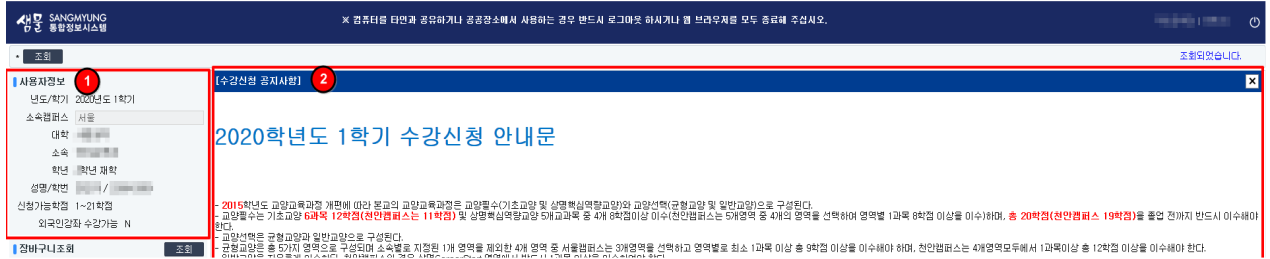 샘물 SANGMYUNG 통합정보시스템
※ 컴퓨터를 타인과 공유하거나 공공장소에서 사용하는 경우 반드시 로그아웃 하시거나 웹 브라우저를 모두 종료해 주십시오.
• 조회
조회되었습니다.
사용자정보 1
년도/학기 2020년도 1학기
소속캠퍼스 서울
대학
소속
학년 학년 재학
성명/학번 /
신청가능학점 1~21학점
외국인강좌 수강가능 N
장바구니조회 조회
[수강신청 공지사항] 2 X
2020학년도 1학기 수강신청 안내문
- 2015학년도 교양교육과정 개편에 따라 본교의 교양교육과정은 교양필수(기초교양 및 상명핵심역량교양)와 교양선택(균형교양 및 일반교양)으로 구성된다.
- 교양필수는 기초교양 6과목 12학점(천안캠퍼스는 11학점) 및 상명핵심역량교양 5개교과목 중 4개 8학점이상 이수(천안캠퍼스는 5개영역 중 4개의 영역을 선택하여 영역별 1과목 8학점 이상을 이수)하며, 총 20학점(천안캠퍼스 19학점)을 졸업 전까지 반드시 이수해야
한다.
- 교양선택은 균형교양과 일반교양으로 구성된다.
- 균형교양은 총 5가지 영역으로 구성되며 소속별로 지정된 1개 영역을 제외한 4개 영역 중 서울캠퍼스는 3개영역을 선택하고 영역별로 최소 1과목 이상 총 9학점 이상을 이수해야 하며, 천안캠퍼스는 4개영역모두에서 1과목이상 총 12학점 이상을 이수해야 한다.